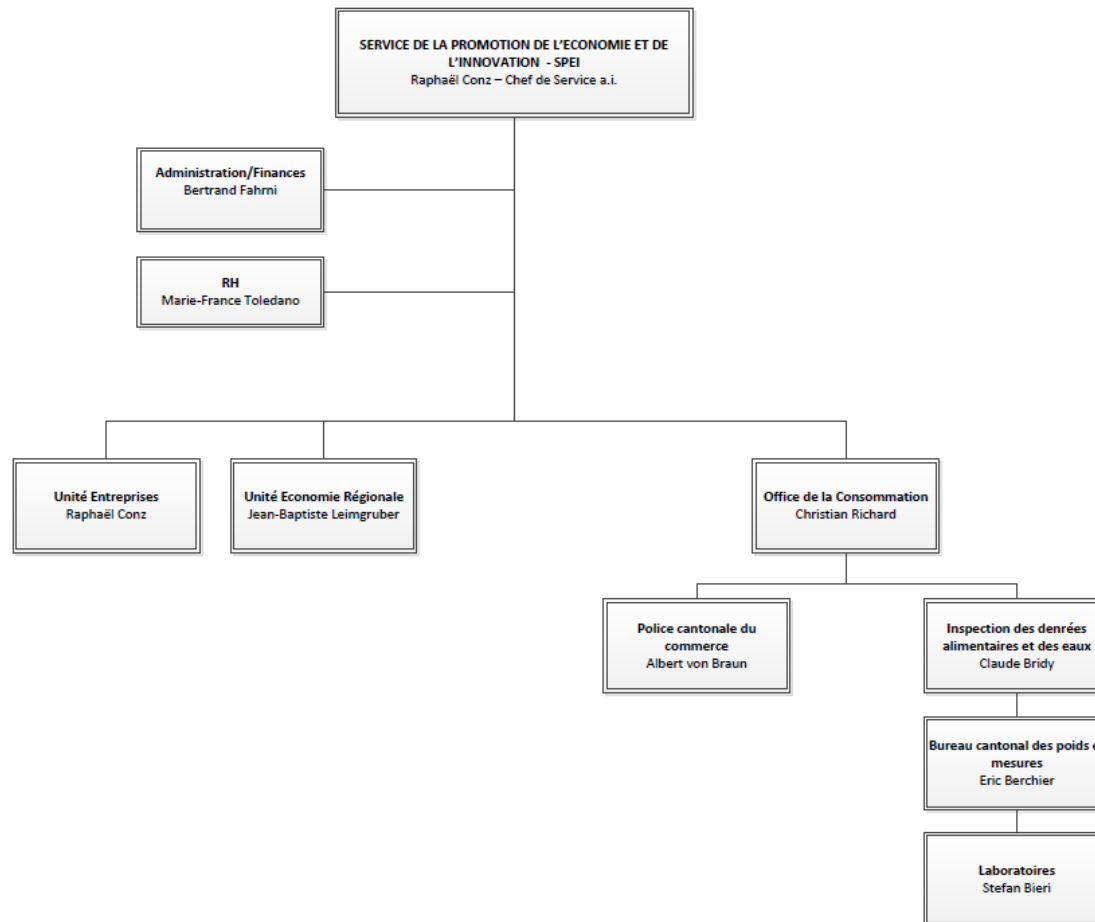 SERVICE DE LA PROMOTION DE L'ECONOMIE ET DE
L'INNOVATION - SPEI
Raphaël Conz – Chef de Service a.i.
Administration/Finances
Bertrand Fahrni
RH
Marie-France Toledano
Unité Entreprises
Raphaël Conz
Unité Economie Régionale
Jean-Baptiste Leimgruber
Office de la Consommation
Christian Richard
Police cantonale du
commerce
Albert von Braun
Inspection des denrées
alimentaires et des eaux
Claude Bridy
Bureau cantonal des poids
mesures
Eric Berchier
Laboratoires
Stefan Bieri